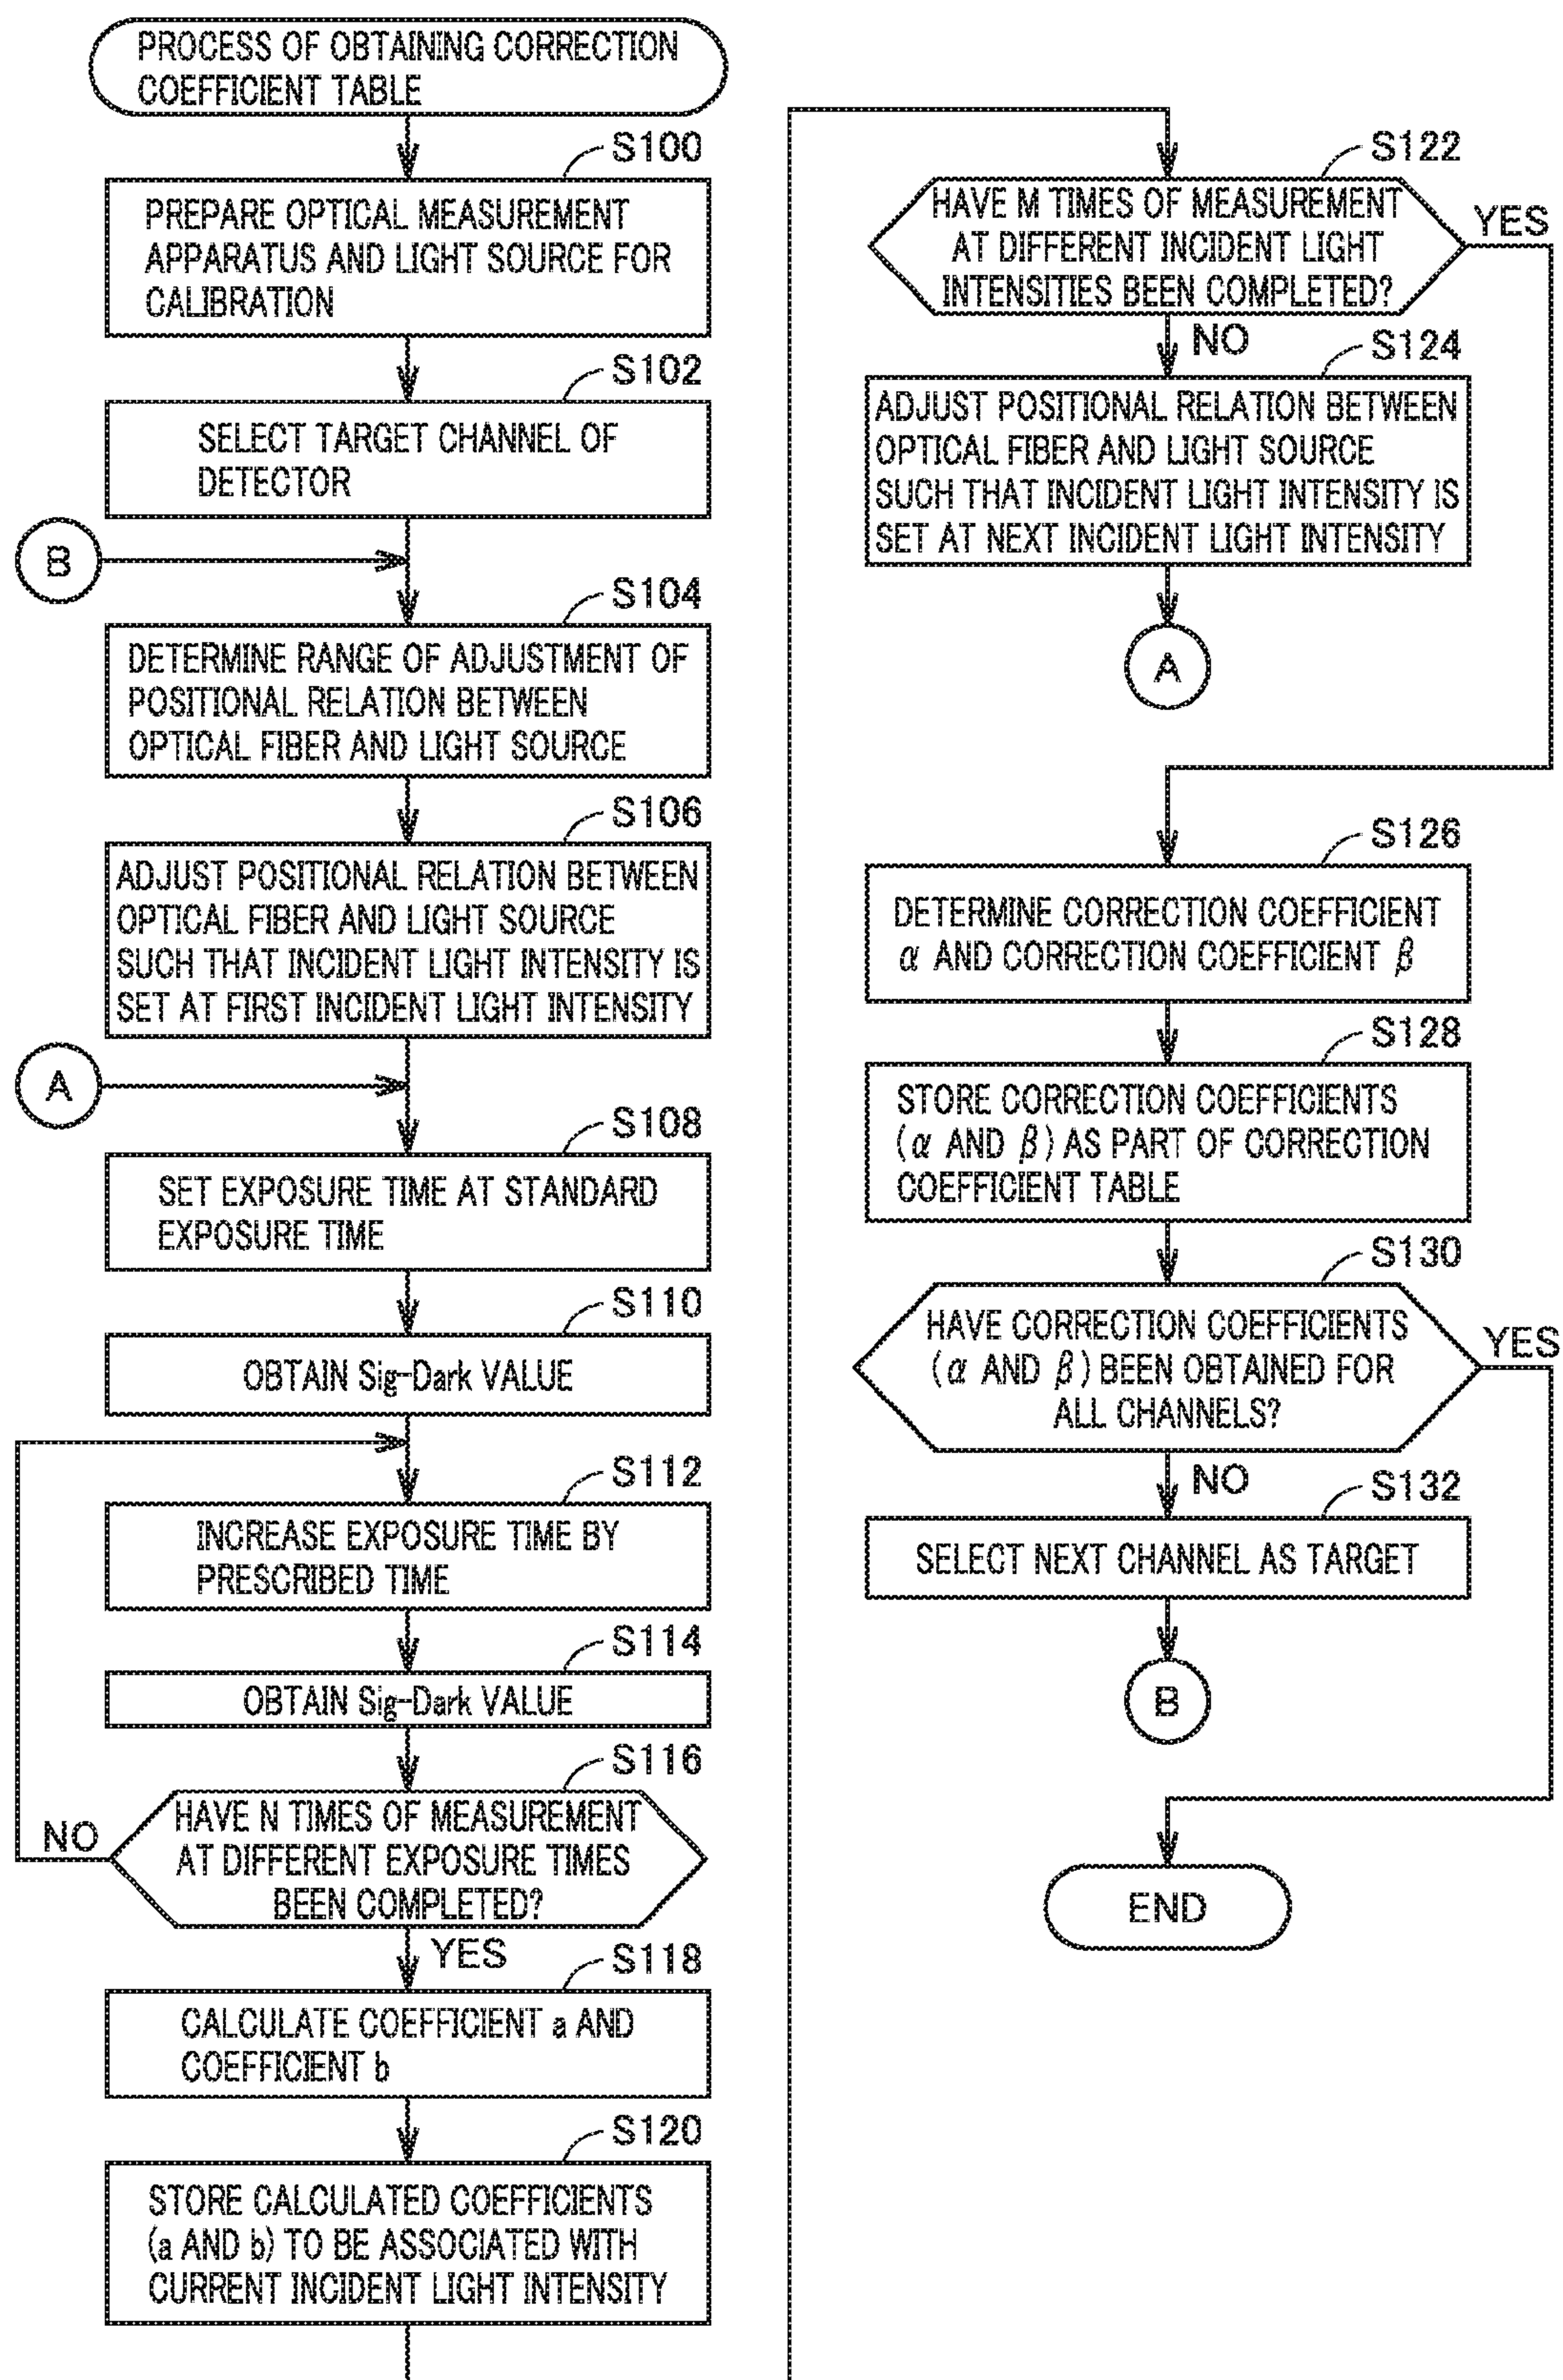 PROCESS OF OBTAINING CORRECTION
COEFFICIENT TABLE
S100
PREPARE OPTICAL MEASUREMENT
APPARATUS AND LIGHT SOURCE FOR
CALIBRATION
S102
SELECT TARGET CHANNEL OF
DETECTOR
B
S104
DETERMINE RANGE OF ADJUSTMENT OF
POSITIONAL RELATION BETWEEN
OPTICAL FIBER AND LIGHT SOURCE
S106
ADJUST POSITIONAL RELATION BETWEEN
OPTICAL FIBER AND LIGHT SOURCE
SUCH THAT INCIDENT LIGHT INTENSITY IS
SET AT FIRST INCIDENT LIGHT INTENSITY
A
S108
SET EXPOSURE TIME AT STANDARD
EXPOSURE TIME
S110
OBTAIN Sig-Dark VALUE
S112
INCREASE EXPOSURE TIME BY
PRESCRIBED TIME
S114
OBTAIN Sig-Dark VALUE
S116
HAVE N TIMES OF MEASUREMENT
AT DIFFERENT EXPOSURE TIMES
BEEN COMPLETED?
NO
YES
S118
CALCULATE COEFFICIENT a AND
COEFFICIENT b
S120
STORE CALCULATED COEFFICIENTS
(a AND b) TO BE ASSOCIATED WITH
CURRENT INCIDENT LIGHT INTENSITY
S122
HAVE M TIMES OF MEASUREMENT
AT DIFFERENT INCIDENT LIGHT
INTENSITIES BEEN COMPLETED?
YES
NO
S124
ADJUST POSITIONAL RELATION BETWEEN
OPTICAL FIBER AND LIGHT SOURCE
SUCH THAT INCIDENT LIGHT INTENSITY IS
SET AT NEXT INCIDENT LIGHT INTENSITY
A
S126
DETERMINE CORRECTION COEFFICIENT
α AND CORRECTION COEFFICIENT β
S128
STORE CORRECTION COEFFICIENTS
(α AND β) AS PART OF CORRECTION
COEFFICIENT TABLE
S130
HAVE CORRECTION COEFFICIENTS
(α AND β) BEEN OBTAINED FOR
ALL CHANNELS?
YES
NO
S132
SELECT NEXT CHANNEL AS TARGET
B
END